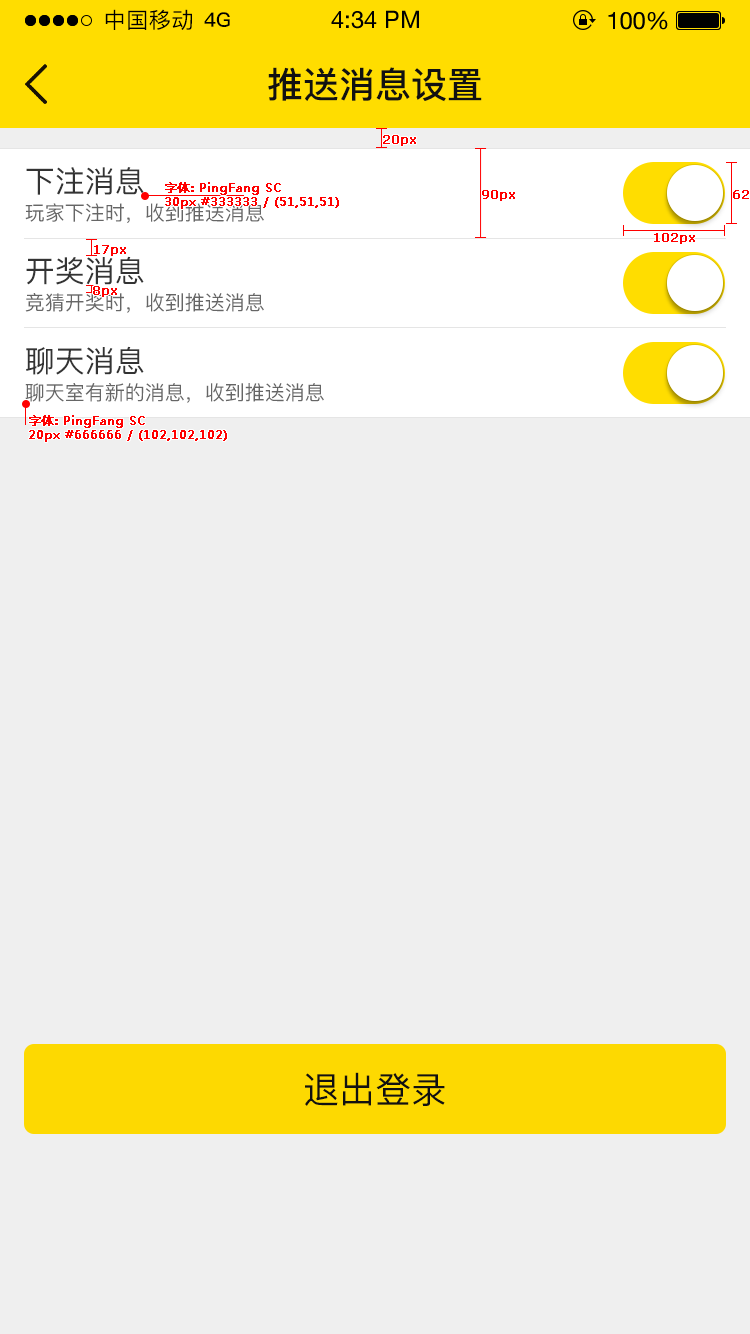 中国移动 4G 4:34 PM 100%
推送消息设置
20px
下注消息
字体: PingFang SC
30px #333333 / (51,51,51)
玩家下注时，收到推送消息
90px
62
102px
17px
开奖消息
8px
竞猜开奖时，收到推送消息
聊天消息
聊天室有新的消息，收到推送消息
字体: PingFang SC
20px #666666 / (102,102,102)
退出登录